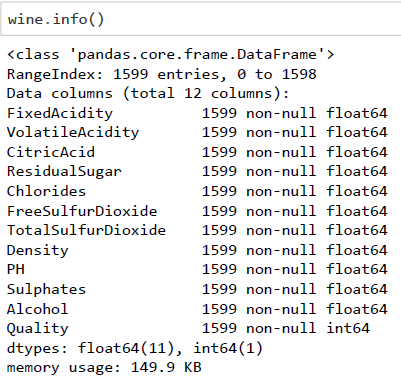 wine.info()
<class 'pandas.core.frame.DataFrame'>
RangeIndex: 1599 entries, 0 to 1598
Data columns (total 12 columns):
FixedAcidity          1599 non-null float64
VolatileAcidity       1599 non-null float64
CitricAcid            1599 non-null float64
ResidualSugar         1599 non-null float64
Chlorides             1599 non-null float64
FreeSulfurDioxide     1599 non-null float64
TotalSulfurDioxide    1599 non-null float64
Density               1599 non-null float64
PH                    1599 non-null float64
Sulphates             1599 non-null float64
Alcohol               1599 non-null float64
Quality               1599 non-null int64
dtypes: float64(11), int64(1)
memory usage: 149.9 KB